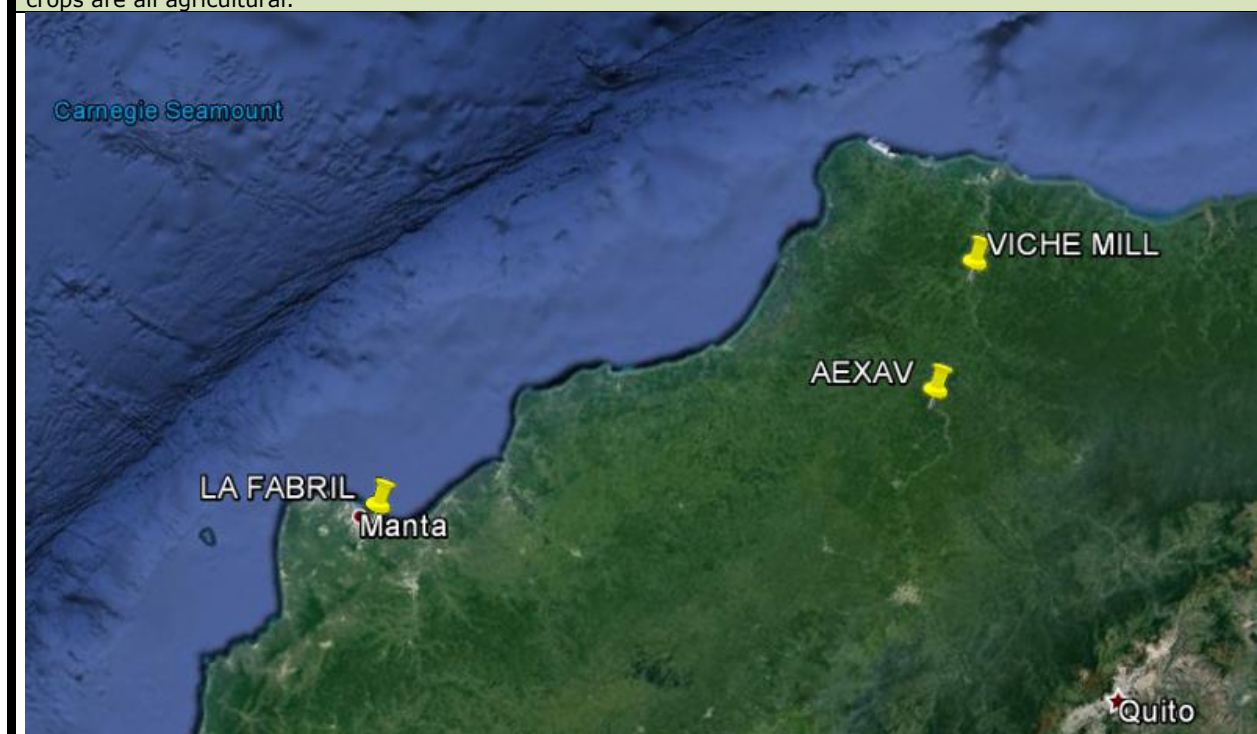 crops are all agricultural.
Carnegie Seamount
VICHE MILL
AEXAV
LA FABRIL
Manta
Quito